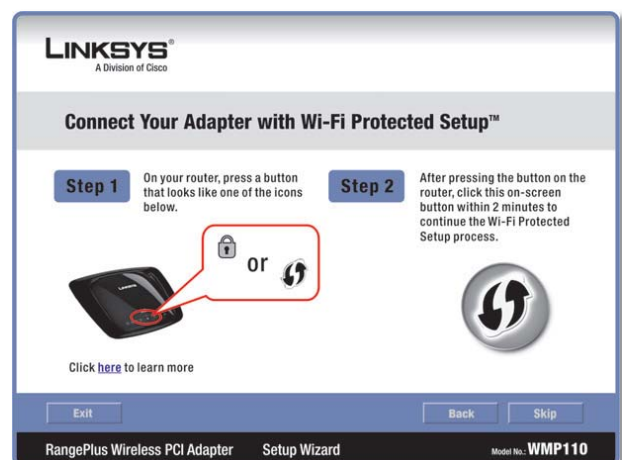 LINKSYS®
A Division of Cisco
Connect Your Adapter with Wi-Fi Protected Setup™
Step 1
On your router, press a button
that looks like one of the icons
below.
or
Click here to learn more
Step 2
After pressing the button on the
router, click this on-screen
button within 2 minutes to
continue the Wi-Fi Protected
Setup process.
Exit
Back
Skip
RangePlus Wireless PCI Adapter Setup Wizard Model No.: WMP110